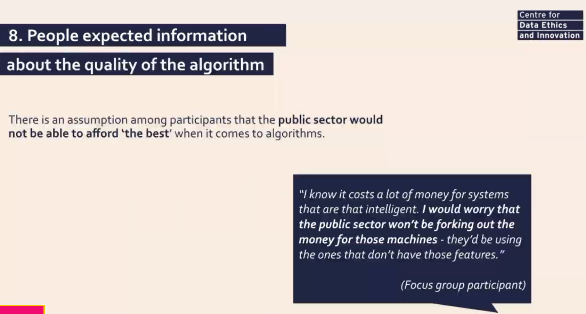 Centre for
Data Ethics
and Innovation
8. People expected information
about the quality of the algorithm
There is an assumption among participants that the public sector would
not be able to afford ‘the best’ when it comes to algorithms.
“I know it costs a lot of money for systems
that are that intelligent. I would worry that
the public sector won’t be forking out the
money for those machines - they’d be using
the ones that don’t have those features.”
(Focus group participant)